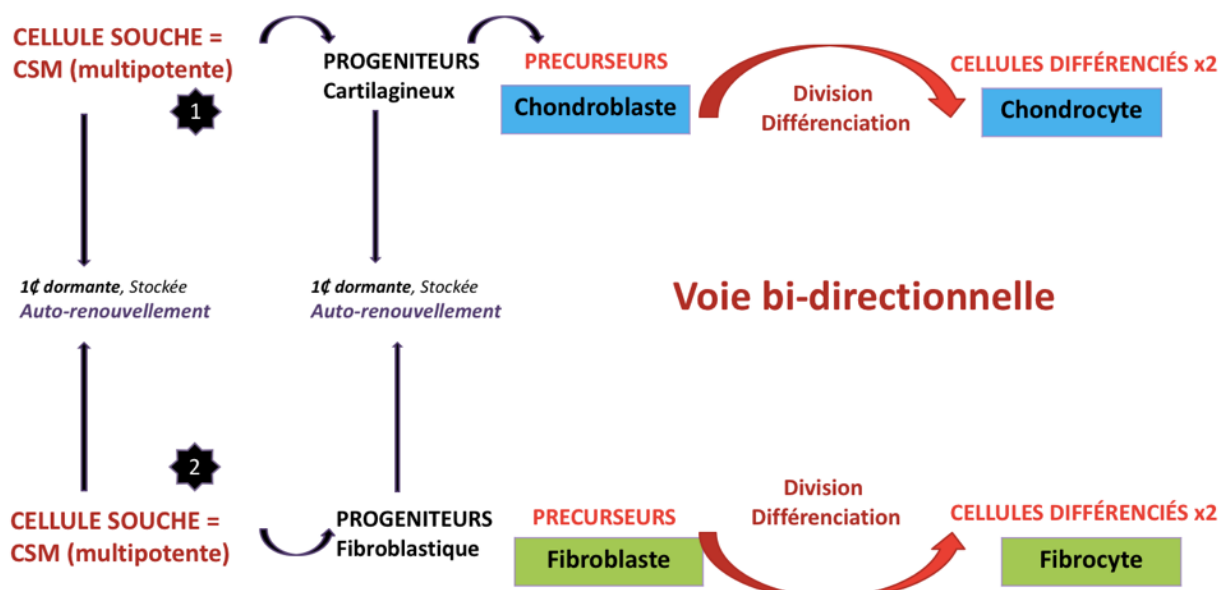 CELLULE SOUCHE =
CSM (multipotente)
1
PROGENITEURS
Cartilagineux
PRECURSEURS
Chondroblaste
Division
Différenciation
CELLULES DIFFÉRENCIÉS x2
Chondrocyte
1₵ dormante, Stockée
Auto-renouvellement
1₵ dormante, Stockée
Auto-renouvellement
Voie bi-directionnelle
2
CELLULE SOUCHE =
CSM (multipotente)
PROGENITEURS
Fibroblastique
PRECURSEURS
Fibroblaste
Division
Différenciation
CELLULES DIFFÉRENCIÉS x2
Fibrocyte